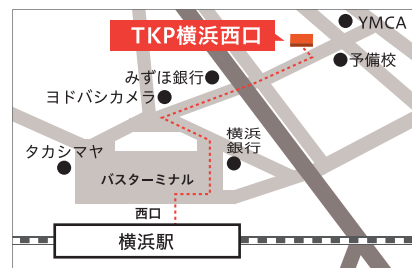 TKP横浜西口
YMCA
予備校
みずほ銀行
ヨドバシカメラ
横浜
銀行
タカシマヤ
バスターミナル
西口
横浜駅